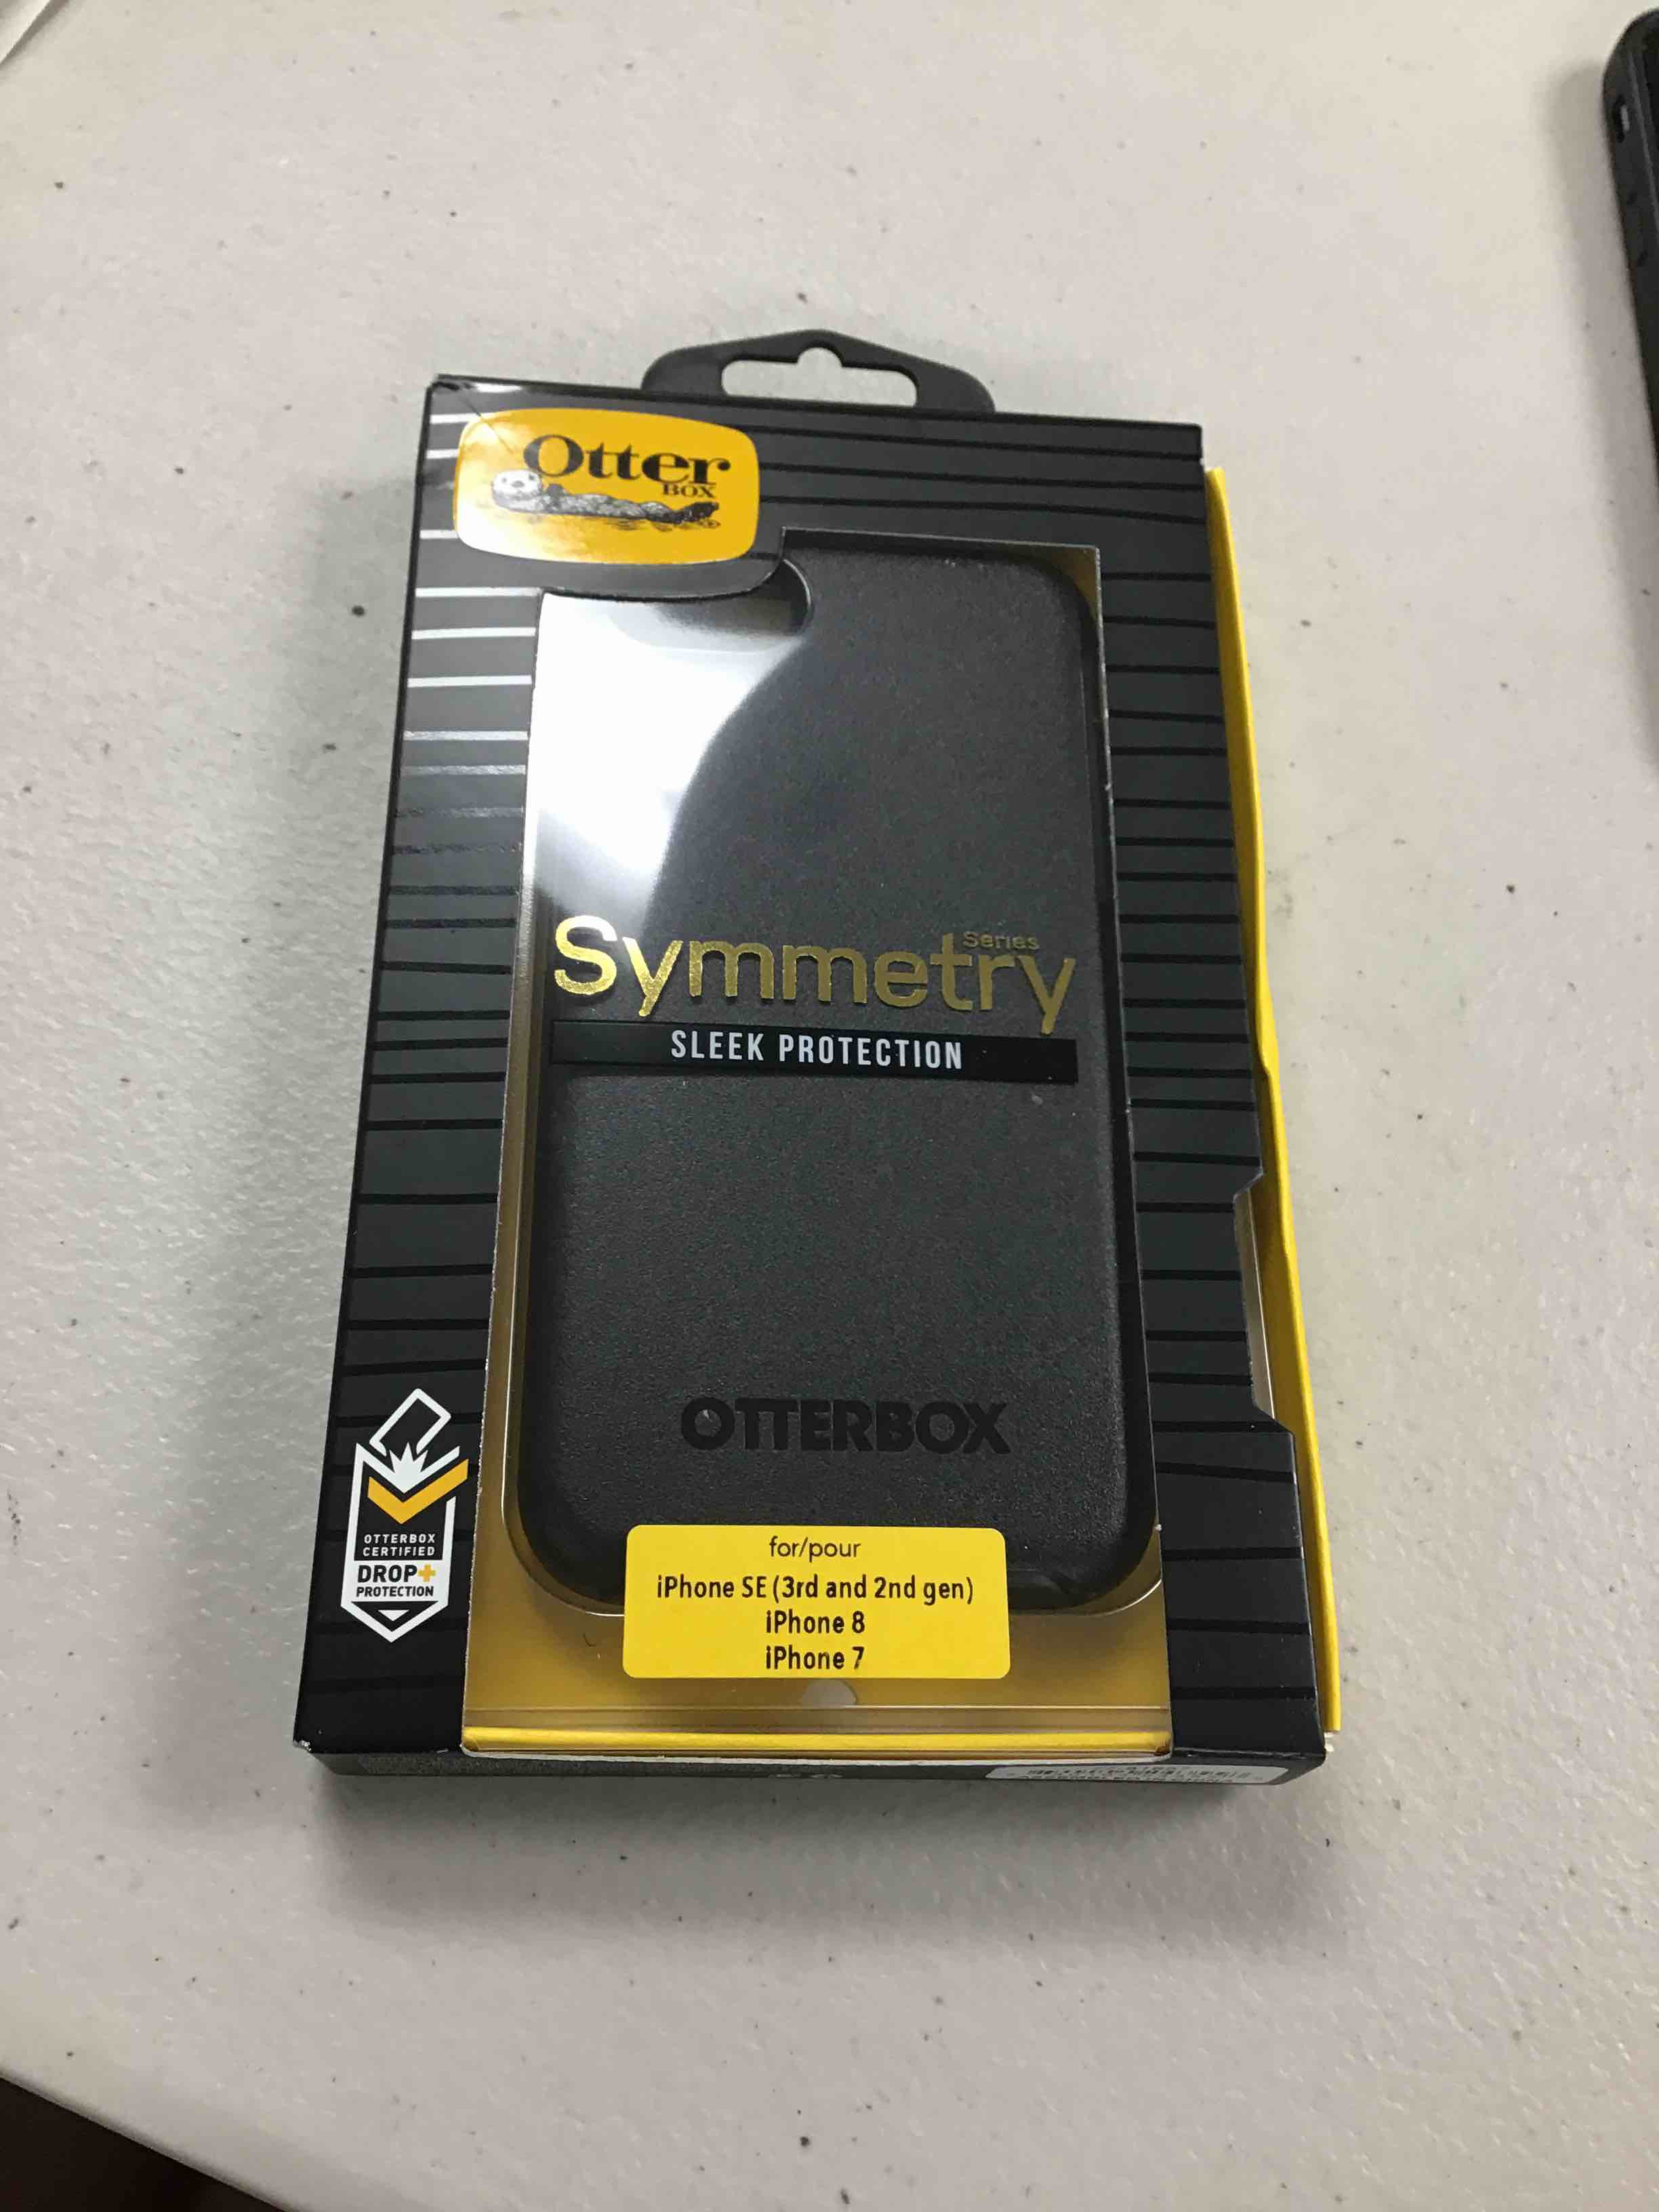 Otter
BOX
Series
Symmetry
SLEEK PROTECTION
OTTERBOX
OTTERBOX
CERTIFIED
DROP+
PROTECTION
for/pour
iPhone SE (3rd and 2nd gen)
iPhone 8
iPhone 7